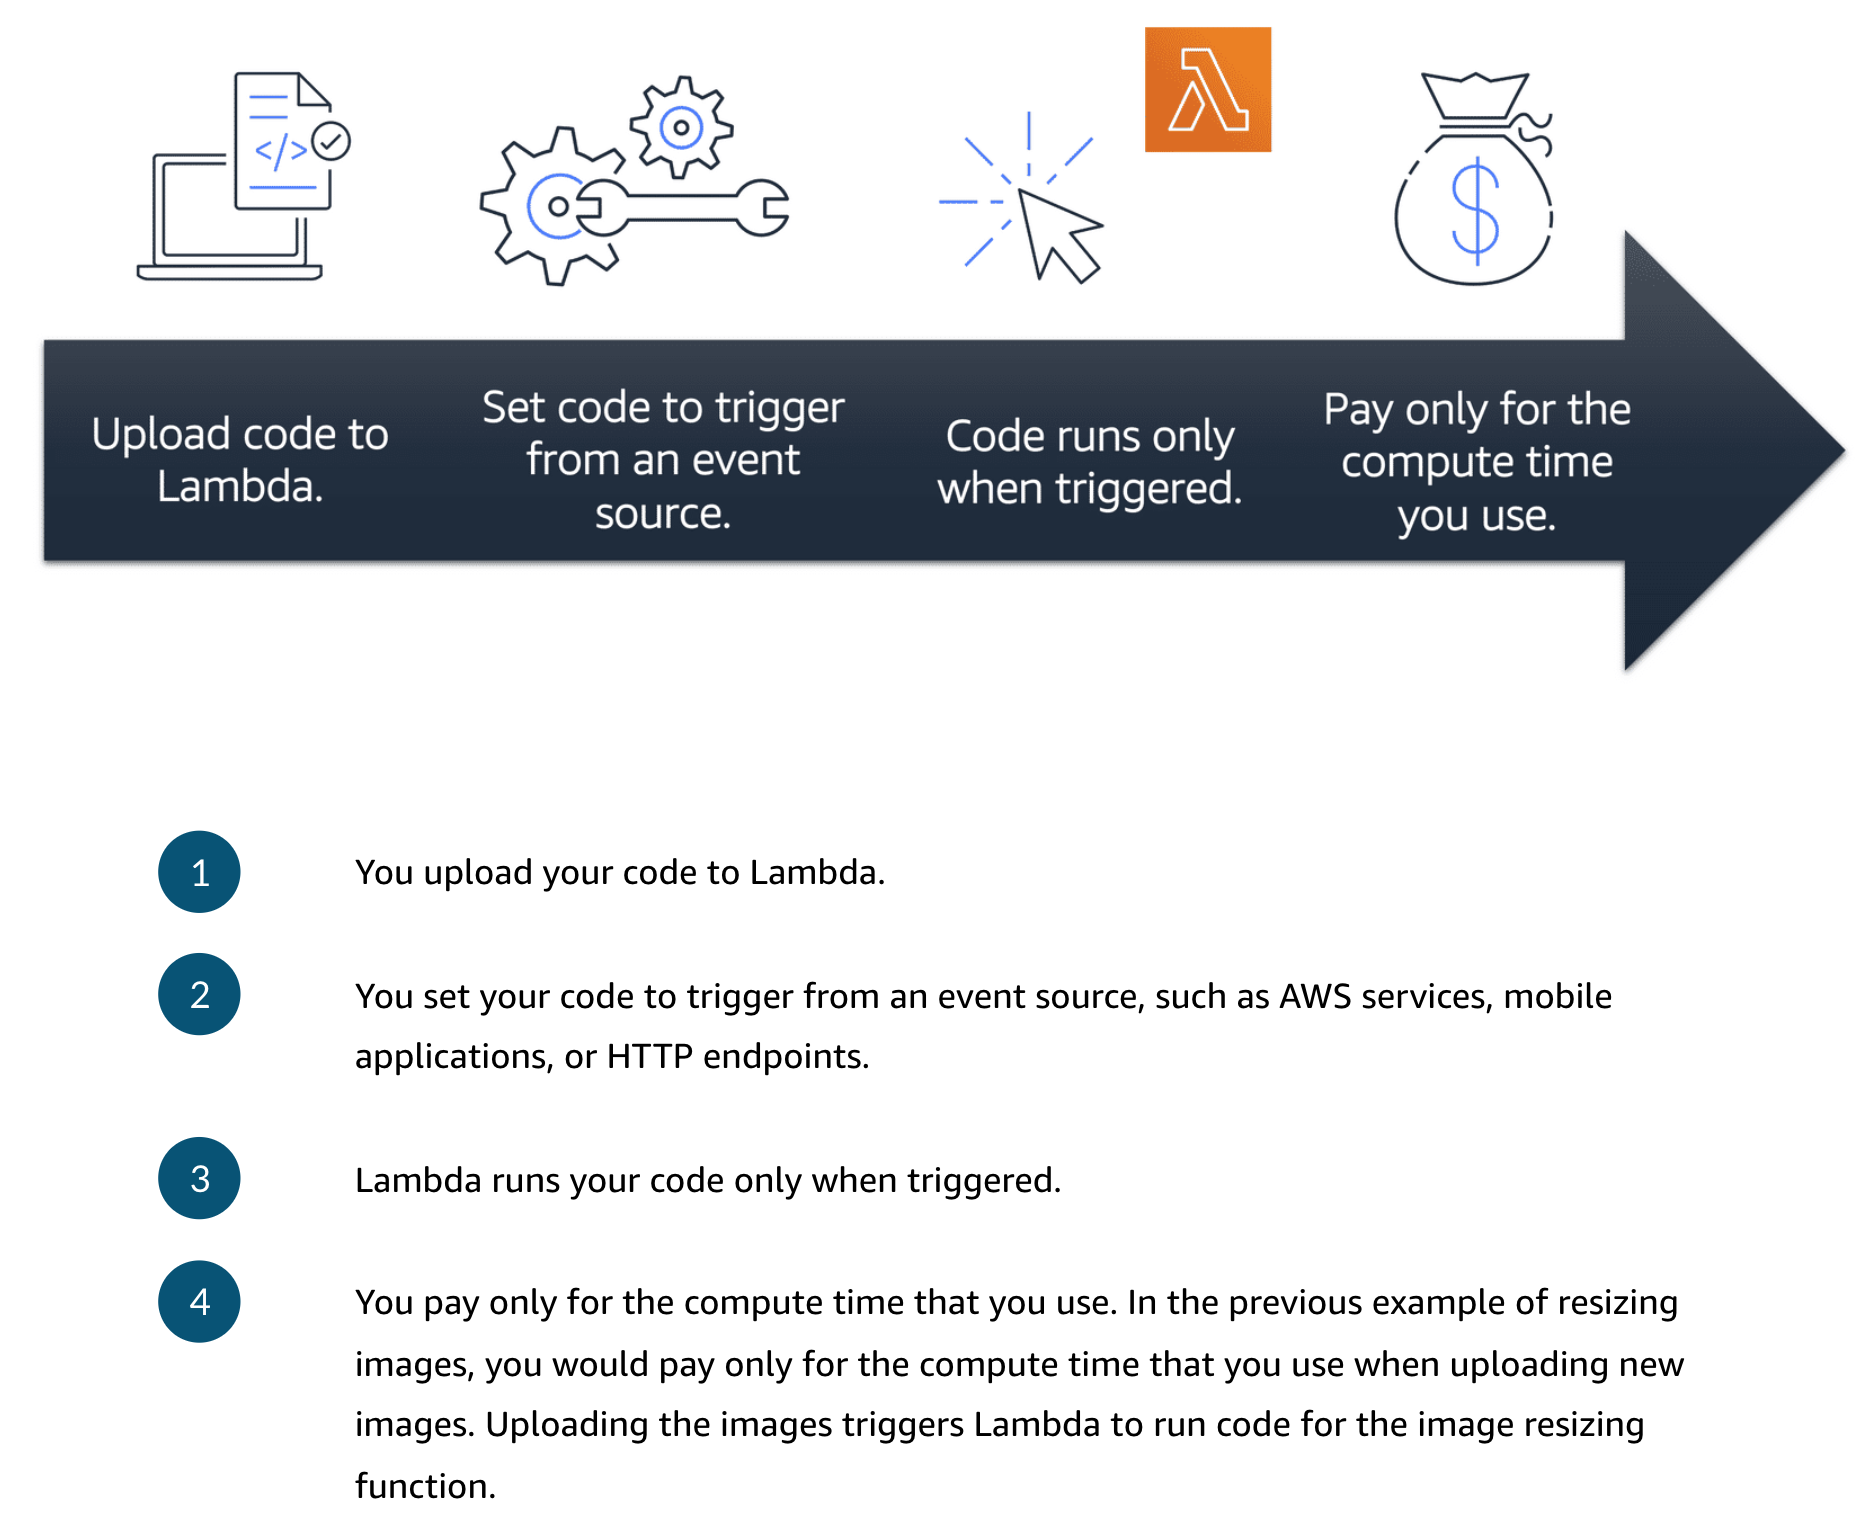 </>
$
Upload code to
Lambda.
Set code to trigger
from an event
source.
Code runs only
when triggered.
Pay only for the
compute time
you use.
1
You upload your code to Lambda.
2
You set your code to trigger from an event source, such as AWS services, mobile
applications, or HTTP endpoints.
3
Lambda runs your code only when triggered.
4
You pay only for the compute time that you use. In the previous example of resizing
images, you would pay only for the compute time that you use when uploading new
images. Uploading the images triggers Lambda to run code for the image resizing
function.